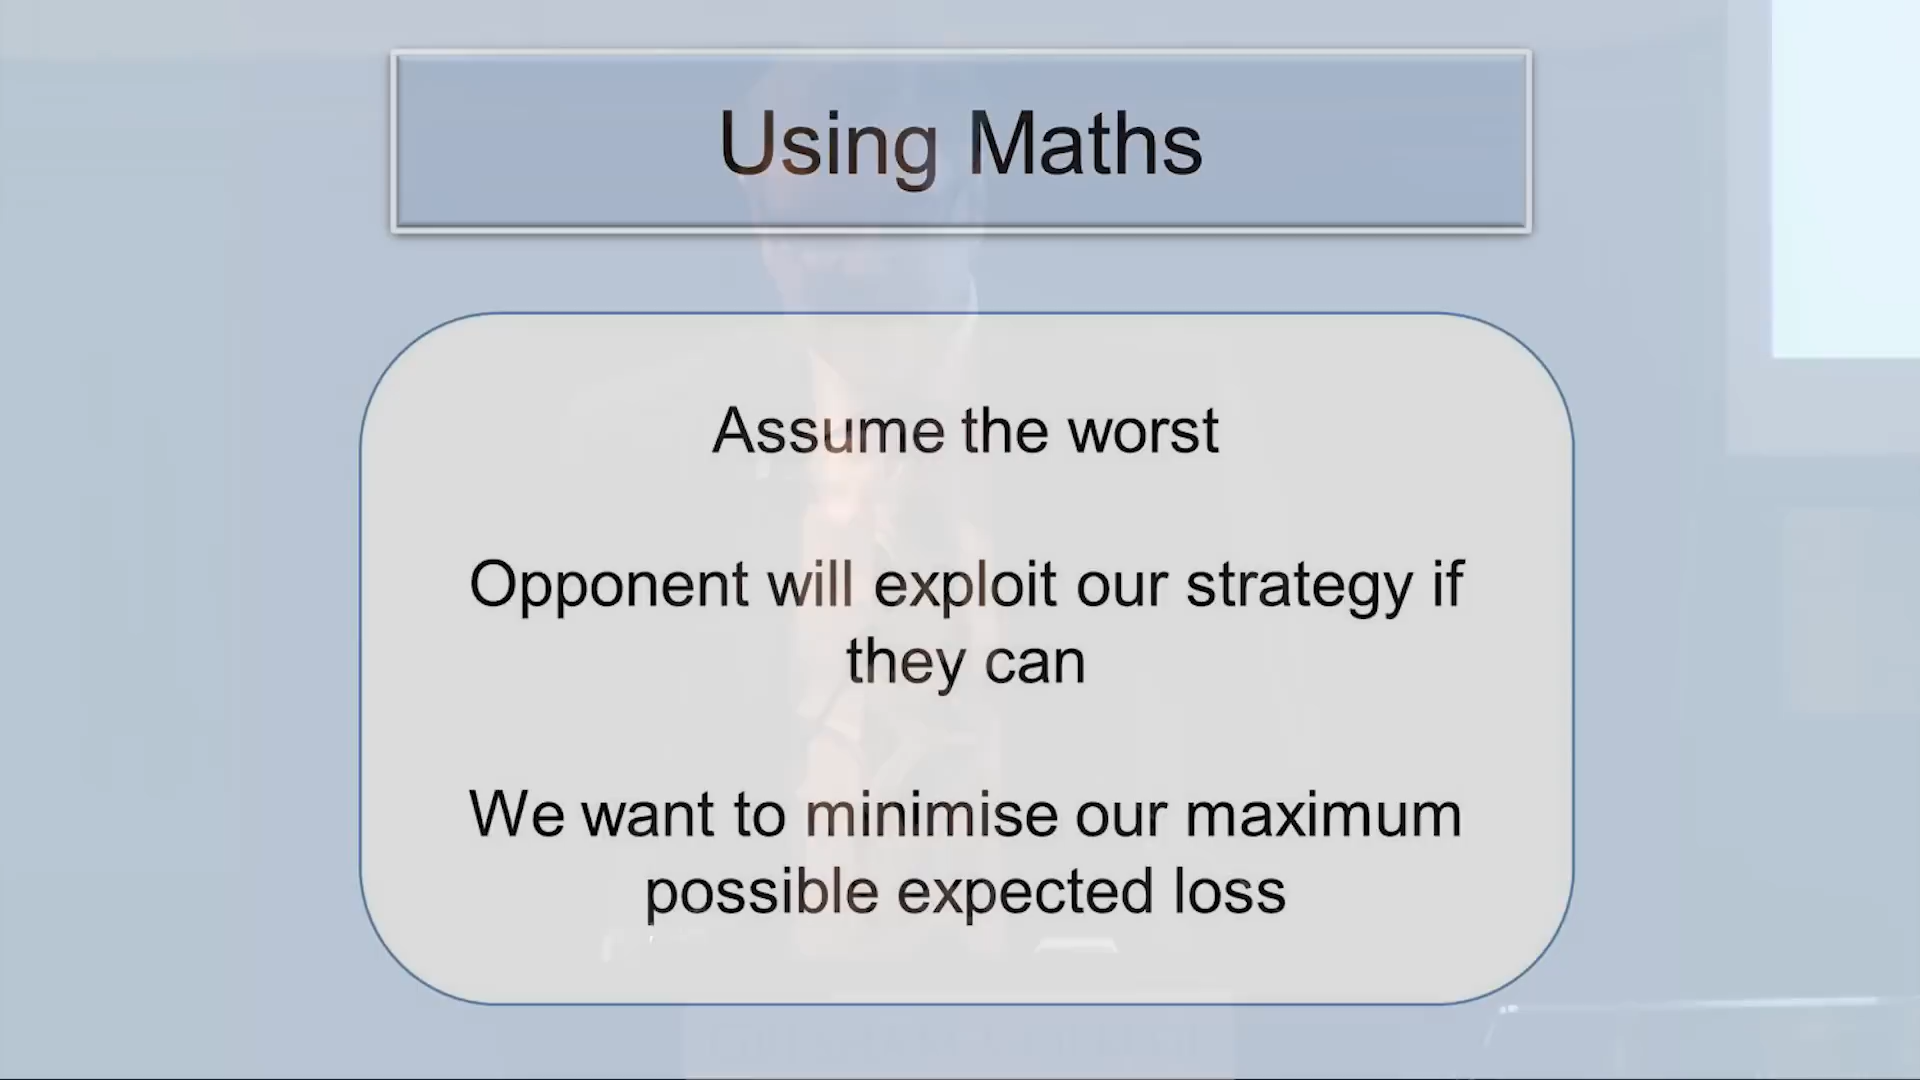 Using Maths
Assume the worst
Opponent will exploit our strategy if
they can
We want to minimise our maximum
possible expected loss